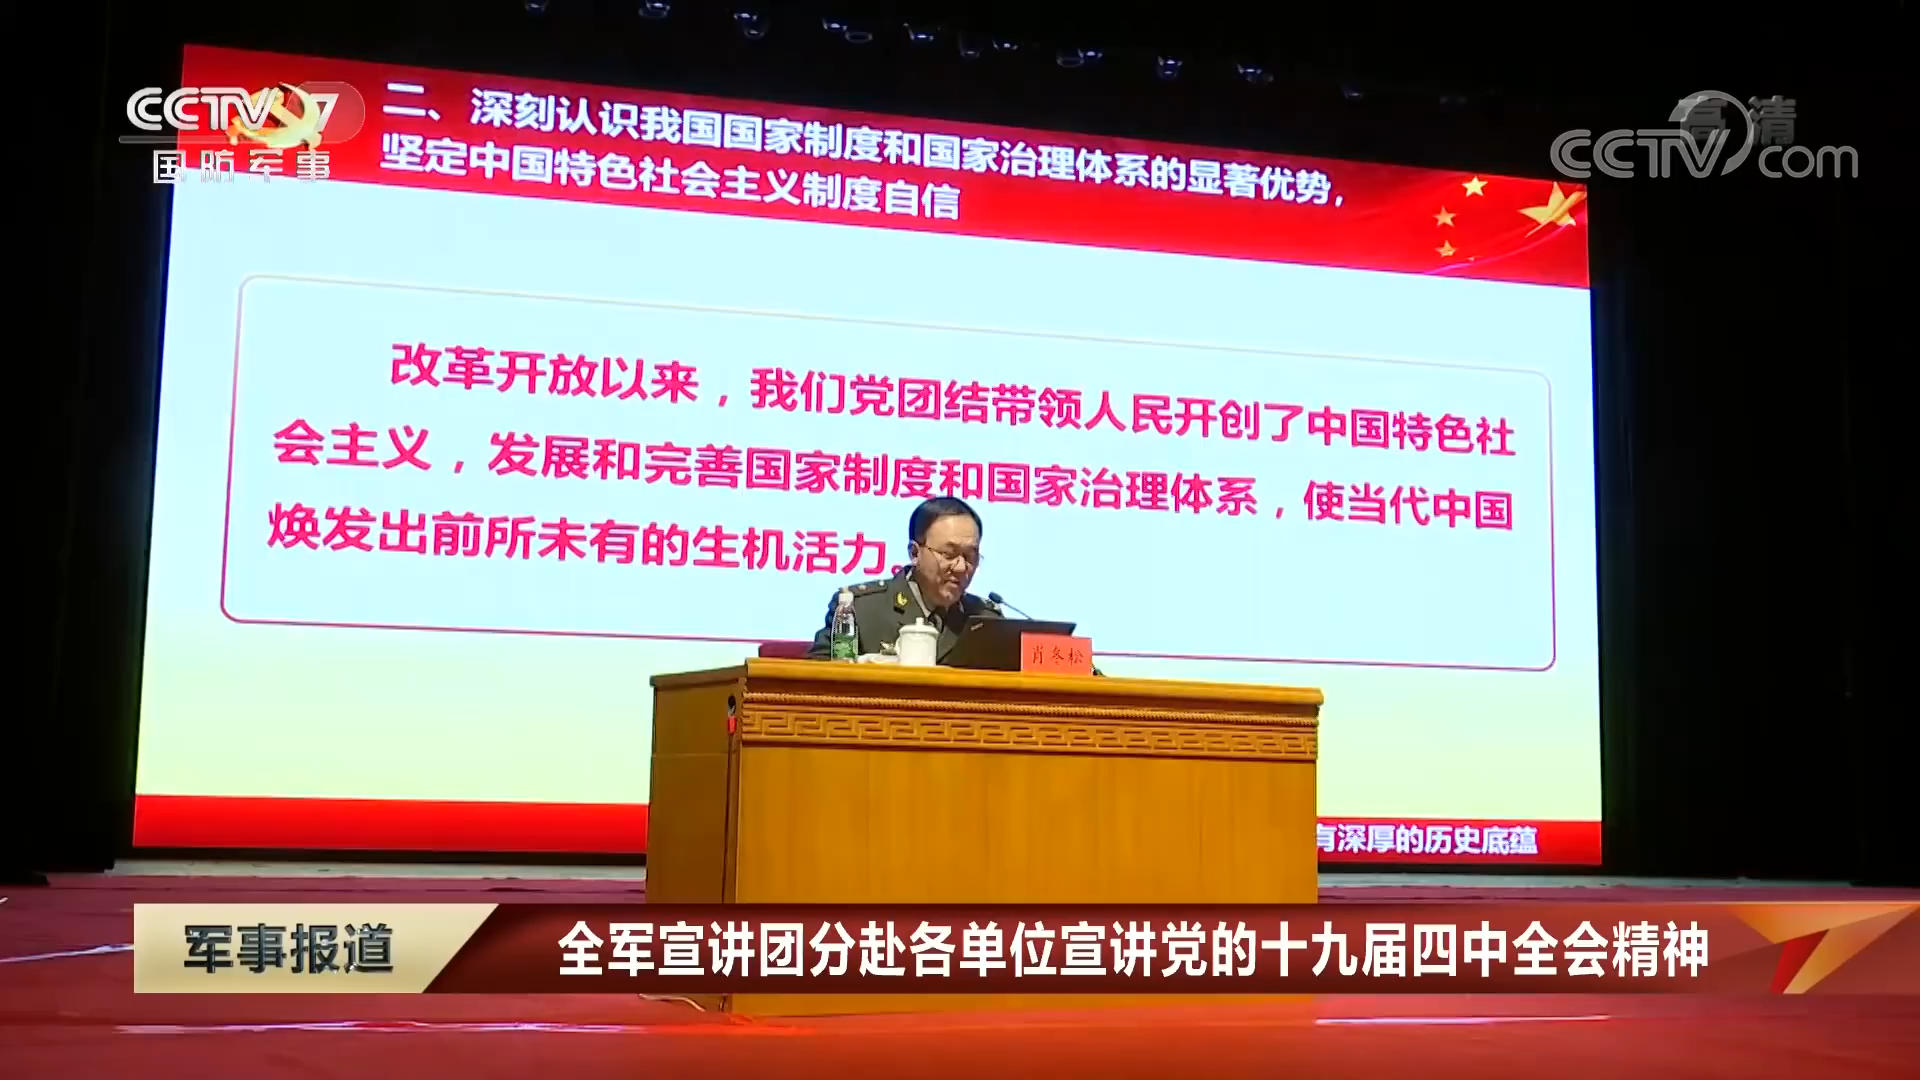 CCTV 7
国防军事
高清
CCTV.com
二、深刻认识我国国家制度和国家治理体系的显著优势，
坚定中国特色社会主义制度自信
改革开放以来，我们党团结带领人民开创了中国特色社
会主义，发展和完善国家制度和国家治理体系，使当代中国
焕发出前所未有的生机活力。
肖冬松
有深厚的历史底蕴
军事报道
全军宣讲团分赴各单位宣讲党的十九届四中全会精神